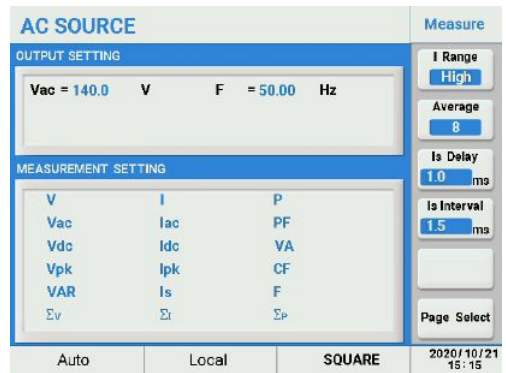 AC SOURCE
Measure
OUTPUT SETTING
Vac = 140.0 V F = 50.00 Hz
MEASUREMENT SETTING
V I P
Vac Iac PF
Vdc Idc VA
Vpk Ipk CF
VAR Is F
ΣV ΣI ΣP
I Range
High
Average
8
Is Delay
1.0 ms
Is Interval
1.5 ms
Page Select
Auto Local SQUARE 2020/10/21
15:15